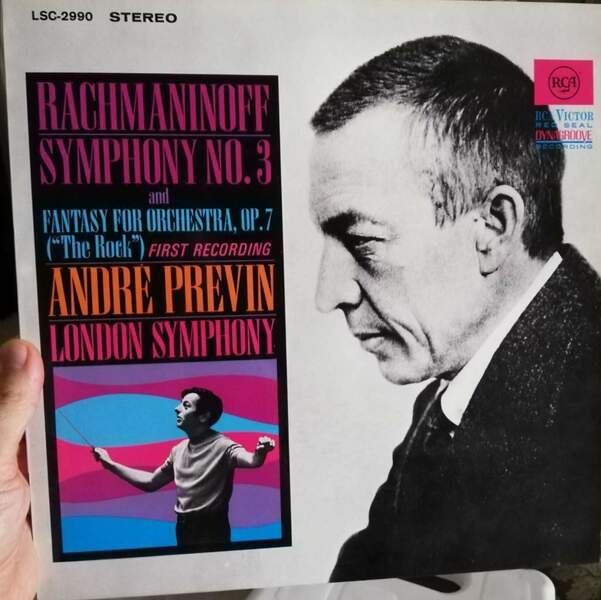 LSC-2990 STEREO
RACHMANINOFF
SYMPHONY NO. 3
and
FANTASY FOR ORCHESTRA, OP. 7
("The Rock") FIRST RECORDING
ANDRÉ PREVIN
LONDON SYMPHONY
RCA
RCA VICTOR
RED SEAL
DYNAGROOVE
RECORDING